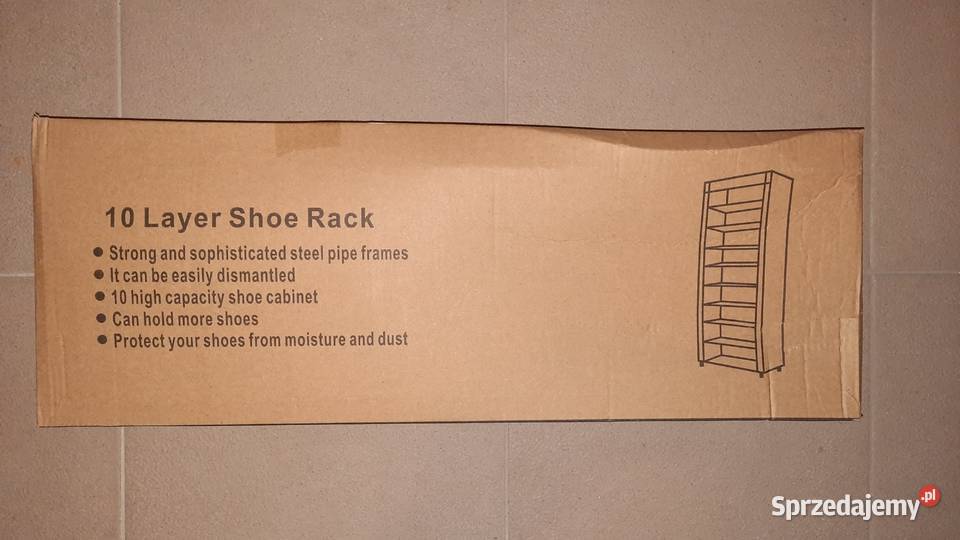 10 Layer Shoe Rack
● Strong and sophisticated steel pipe frames
● It can be easily dismantled
● 10 high capacity shoe cabinet
● Can hold more shoes
● Protect your shoes from moisture and dust
Sprzedajemy.pl